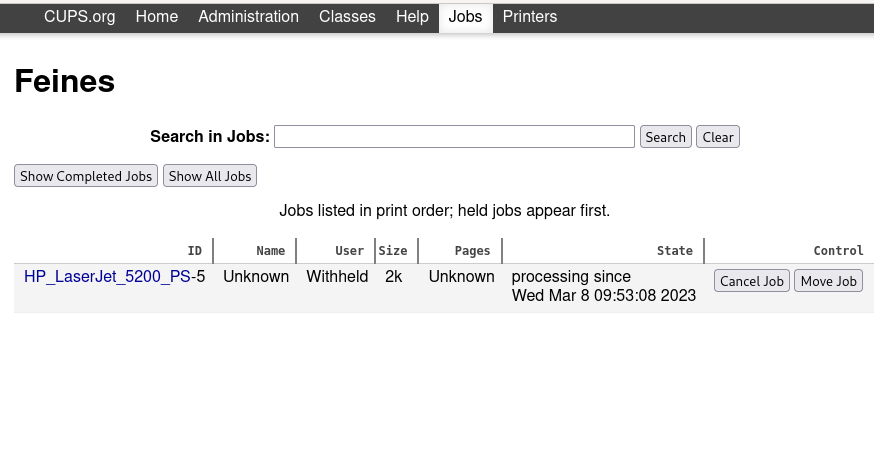 CUPS.org Home Administration Classes Help Jobs Printers
Feines
Search in Jobs: Search Clear
Show Completed Jobs Show All Jobs
Jobs listed in print order; held jobs appear first.
ID Name User Size Pages State Control
HP_LaserJet_5200_PS-5 Unknown Withheld 2k Unknown processing since Cancel Job Move Job
Wed Mar 8 09:53:08 2023